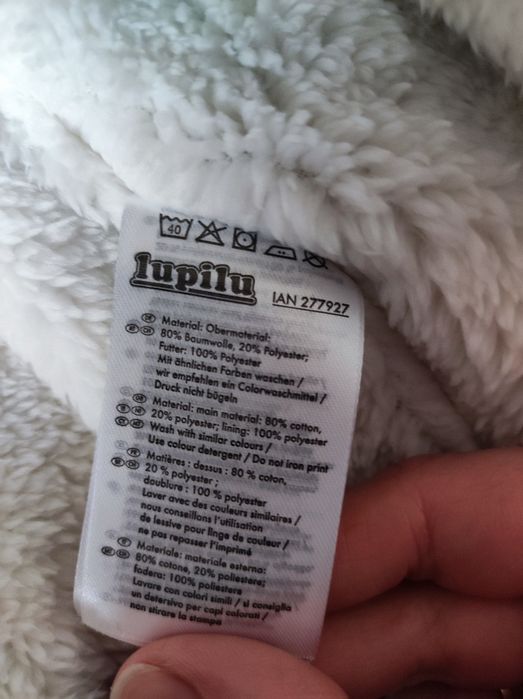 40
lupilu
IAN 277927
DE Material: Obermaterial:
80% Baumwolle, 20% Polyester;
Futter: 100% Polyester
Mit ähnlichen Farben waschen /
wir empfehlen ein Colorwaschmittel /
Druck nicht bügeln
Material: main material: 80% cotton,
20% polyester; lining: 100% polyester
Wash with similar colours /
Use colour detergent / Do not iron print
Matières : dessus : 80 % coton,
20 % polyester ;
doublure : 100 % polyester
Laver avec des couleurs similaires /
nous conseillons l'utilisation
de lessive pour linge de couleur /
ne pas repasser l'imprimé
Materiale: materiale esterno:
80% cotone, 20% poliestere;
fodera: 100% poliestere
Lavare con colori simili / si consiglia
un detersivo per capi colorati /
non stirare la stampa